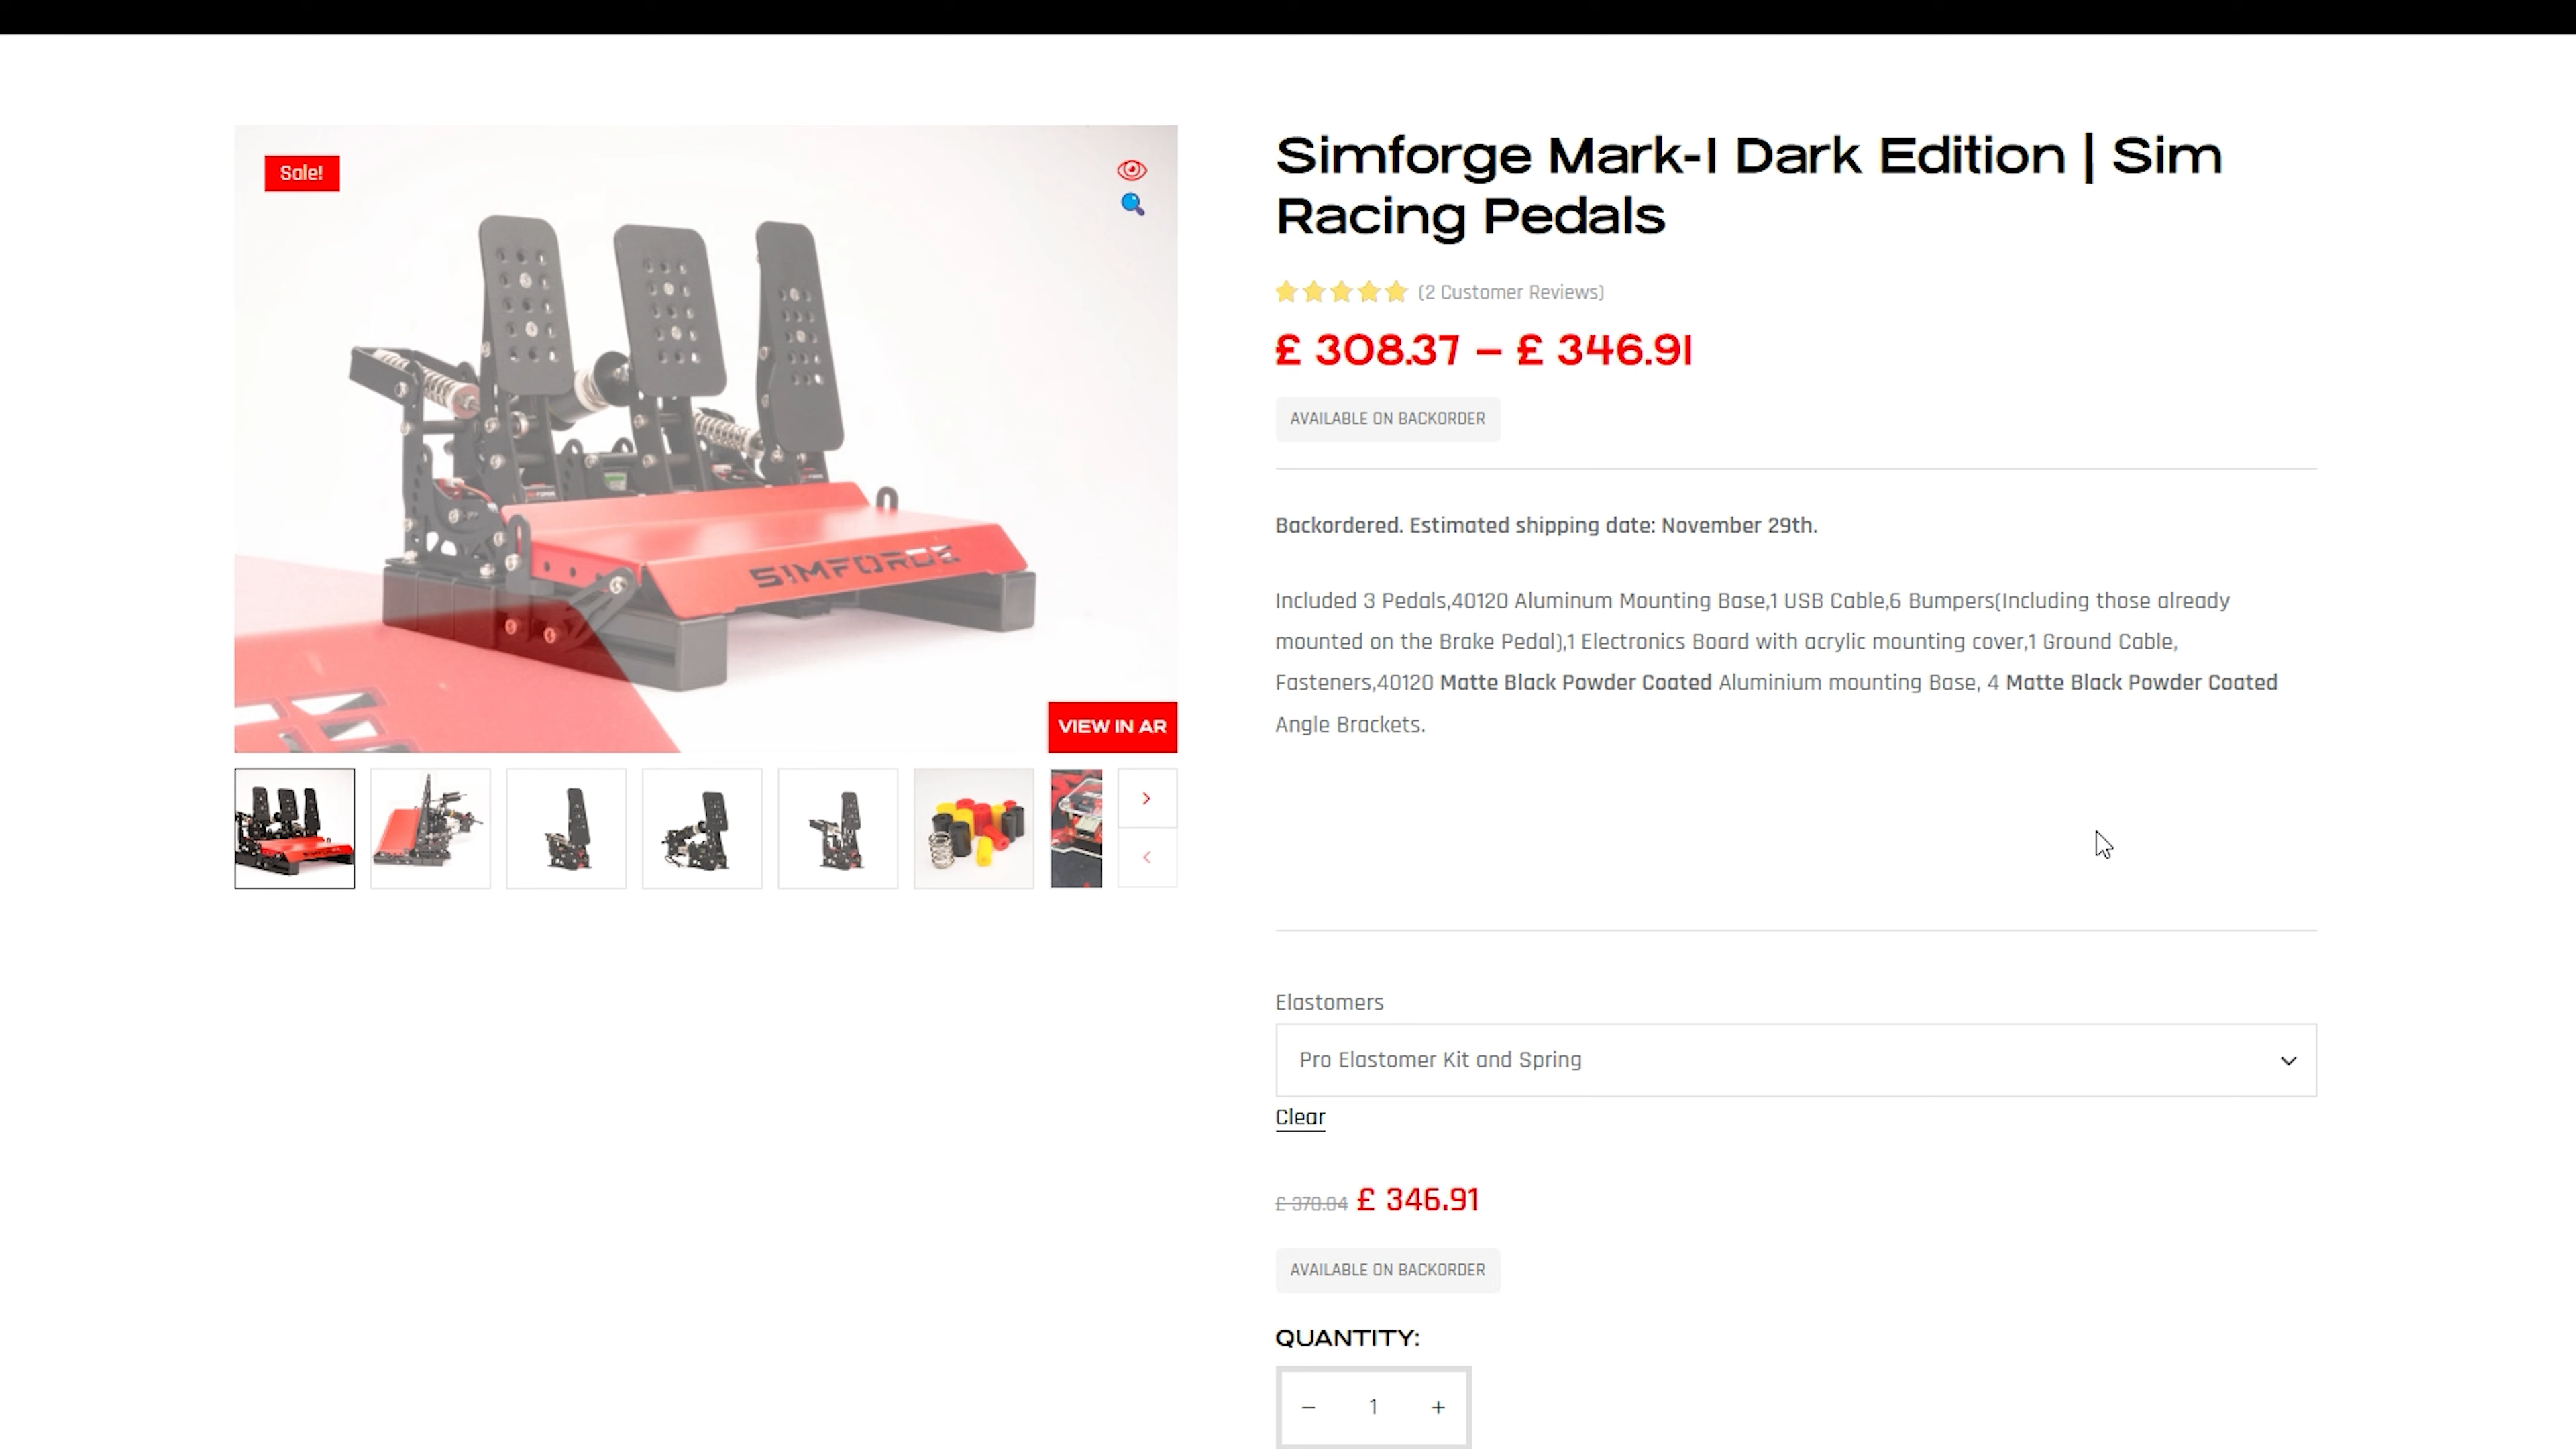 Simforge Mark-I Dark Edition | Sim
Racing Pedals
Sale!
(2 Customer Reviews)
£ 308.37 – £ 346.91
AVAILABLE ON BACKORDER
Backordered. Estimated shipping date: November 29th.
Included 3 Pedals,40120 Aluminum Mounting Base,1 USB Cable,6 Bumpers(Including those already
mounted on the Brake Pedal),1 Electronics Board with acrylic mounting cover,1 Ground Cable,
Fasteners,40120 Matte Black Powder Coated Aluminium mounting Base, 4 Matte Black Powder Coated
Angle Brackets.
SIMFORGE
VIEW IN AR
Elastomers
Pro Elastomer Kit and Spring
Clear
£ 346.91
AVAILABLE ON BACKORDER
QUANTITY:
− 1 +